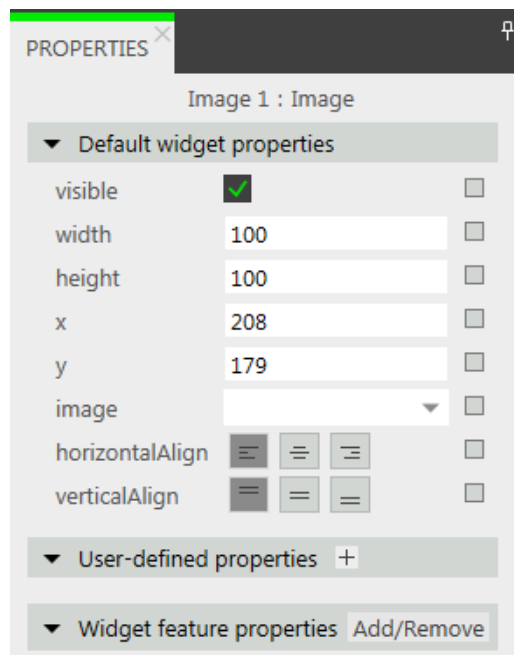 PROPERTIES
Image 1 : Image
Default widget properties
visible
width 100
height 100
x 208
y 179
image
horizontalAlign
verticalAlign
User-defined properties +
Widget feature properties Add/Remove